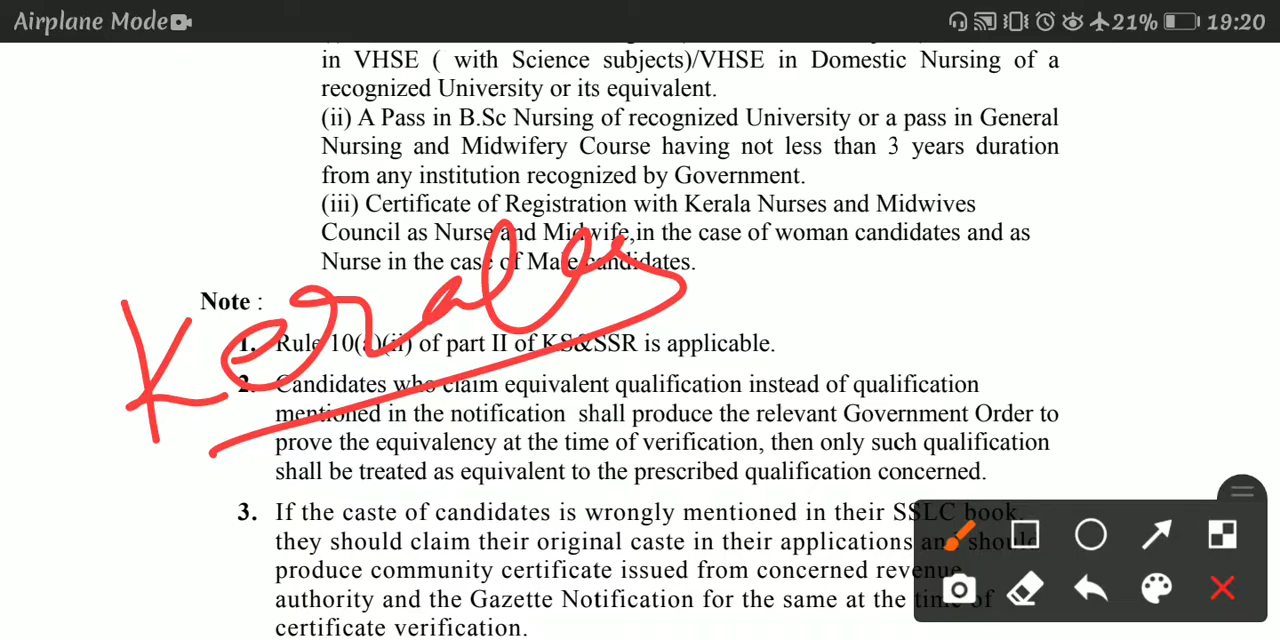 Airplane Mode 21% 19:20
in VHSE ( with Science subjects)/VHSE in Domestic Nursing of a
recognized University or its equivalent.
(ii) A Pass in B.Sc Nursing of recognized University or a pass in General
Nursing and Midwifery Course having not less than 3 years duration
from any institution recognized by Government.
(iii) Certificate of Registration with Kerala Nurses and Midwives
Council as Nurse and Midwife,in the case of woman candidates and as
Nurse in the case of Male candidates.
Note :
1. Rule 10(a)(ii) of part II of KS&SSR is applicable.
2. Candidates who claim equivalent qualification instead of qualification
mentioned in the notification shall produce the relevant Government Order to
prove the equivalency at the time of verification, then only such qualification
shall be treated as equivalent to the prescribed qualification concerned.
3. If the caste of candidates is wrongly mentioned in their SSLC book,
they should claim their original caste in their applications and should
produce community certificate issued from concerned revenue
authority and the Gazette Notification for the same at the time of
certificate verification.